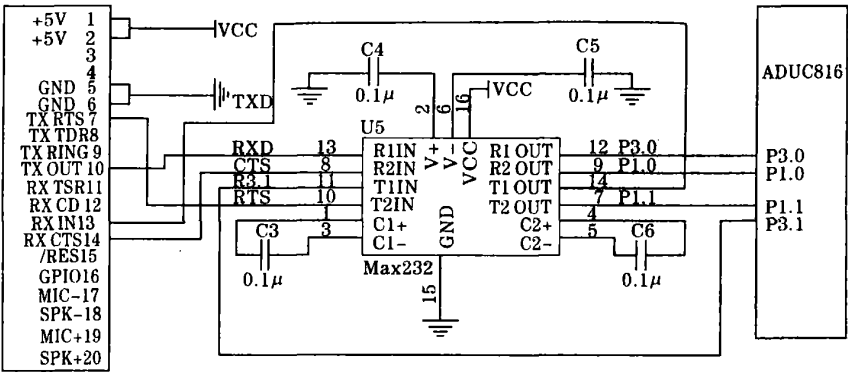 +5V 1
+5V 2
3
4
GND 5
GND 6
TX RTS 7
TX TDR8
TX RING 9
TX OUT 10
RX TSR11
RX CD 12
RX IN13
RX CTS14
/RES15
GPIO16
MIC-17
SPK-18
MIC+19
SPK+20
VCC
TXD
RXD 13
CTS 8
R3.1 11
RTS 10
1
3
C3
0.1μ
C4
0.1μ
2
6
16
VCC
C5
0.1μ
U5
R1IN
R2IN
T1IN
T2IN
C1+
C1-
V+
V-
VCC
GND
R1 OUT
R2 OUT
T1 OUT
T2 OUT
C2+
C2-
Max232
15
12 P3.0
9 P1.0
14
7 P1.1
4
5
C6
0.1μ
ADUC816
P3.0
P1.0
P1.1
P3.1